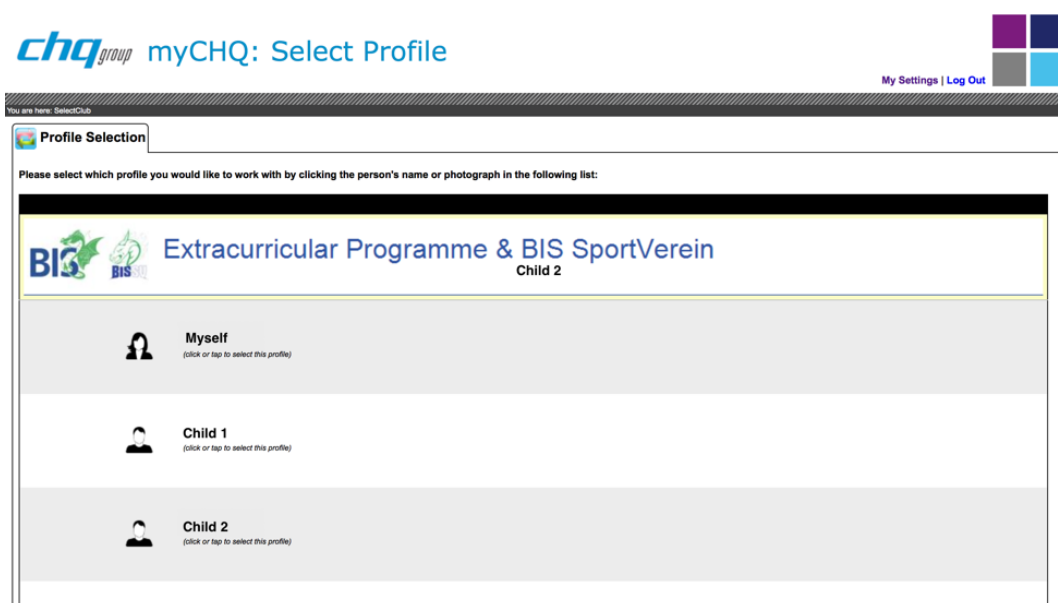 chq group myCHQ: Select Profile
My Settings | Log Out
You are here: SelectClub
Profile Selection
Please select which profile you would like to work with by clicking the person's name or photograph in the following list:
BIS BIS Extracurricular Programme & BIS SportVerein
Child 2
Myself
(click or tap to select this profile)
Child 1
(click or tap to select this profile)
Child 2
(click or tap to select this profile)